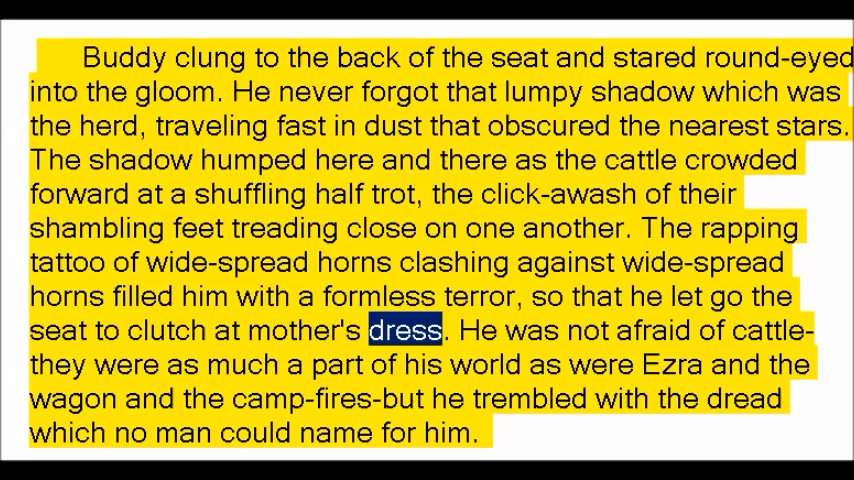 Buddy clung to the back of the seat and stared round-eyed
into the gloom. He never forgot that lumpy shadow which was
the herd, traveling fast in dust that obscured the nearest stars.
The shadow humped here and there as the cattle crowded
forward at a shuffling half trot, the click-awash of their
shambling feet treading close on one another. The rapping
tattoo of wide-spread horns clashing against wide-spread
horns filled him with a formless terror, so that he let go the
seat to clutch at mother's dress. He was not afraid of cattle-
they were as much a part of his world as were Ezra and the
wagon and the camp-fires-but he trembled with the dread
which no man could name for him.